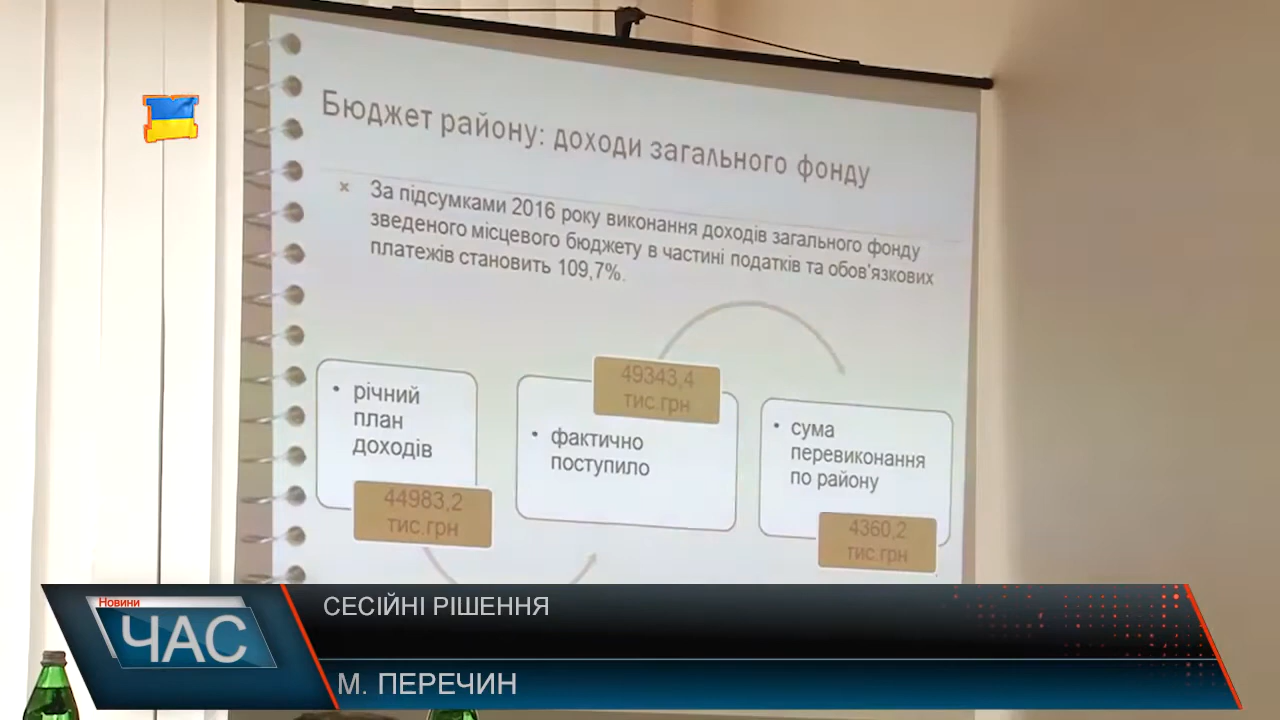 Бюджет району: доходи загального фонду
× За підсумками 2016 року виконання доходів загального фонду
зведеного місцевого бюджету в частині податків та обов'язкових
платежів становить 109,7%.
• річний
план
доходів
44983,2
тис.грн
49343,4
тис.грн
• фактично
поступило
• сума
перевиконання
по району
4360,2
тис.грн
Новини
ЧАС
СЕСІЙНІ РІШЕННЯ
М. ПЕРЕЧИН